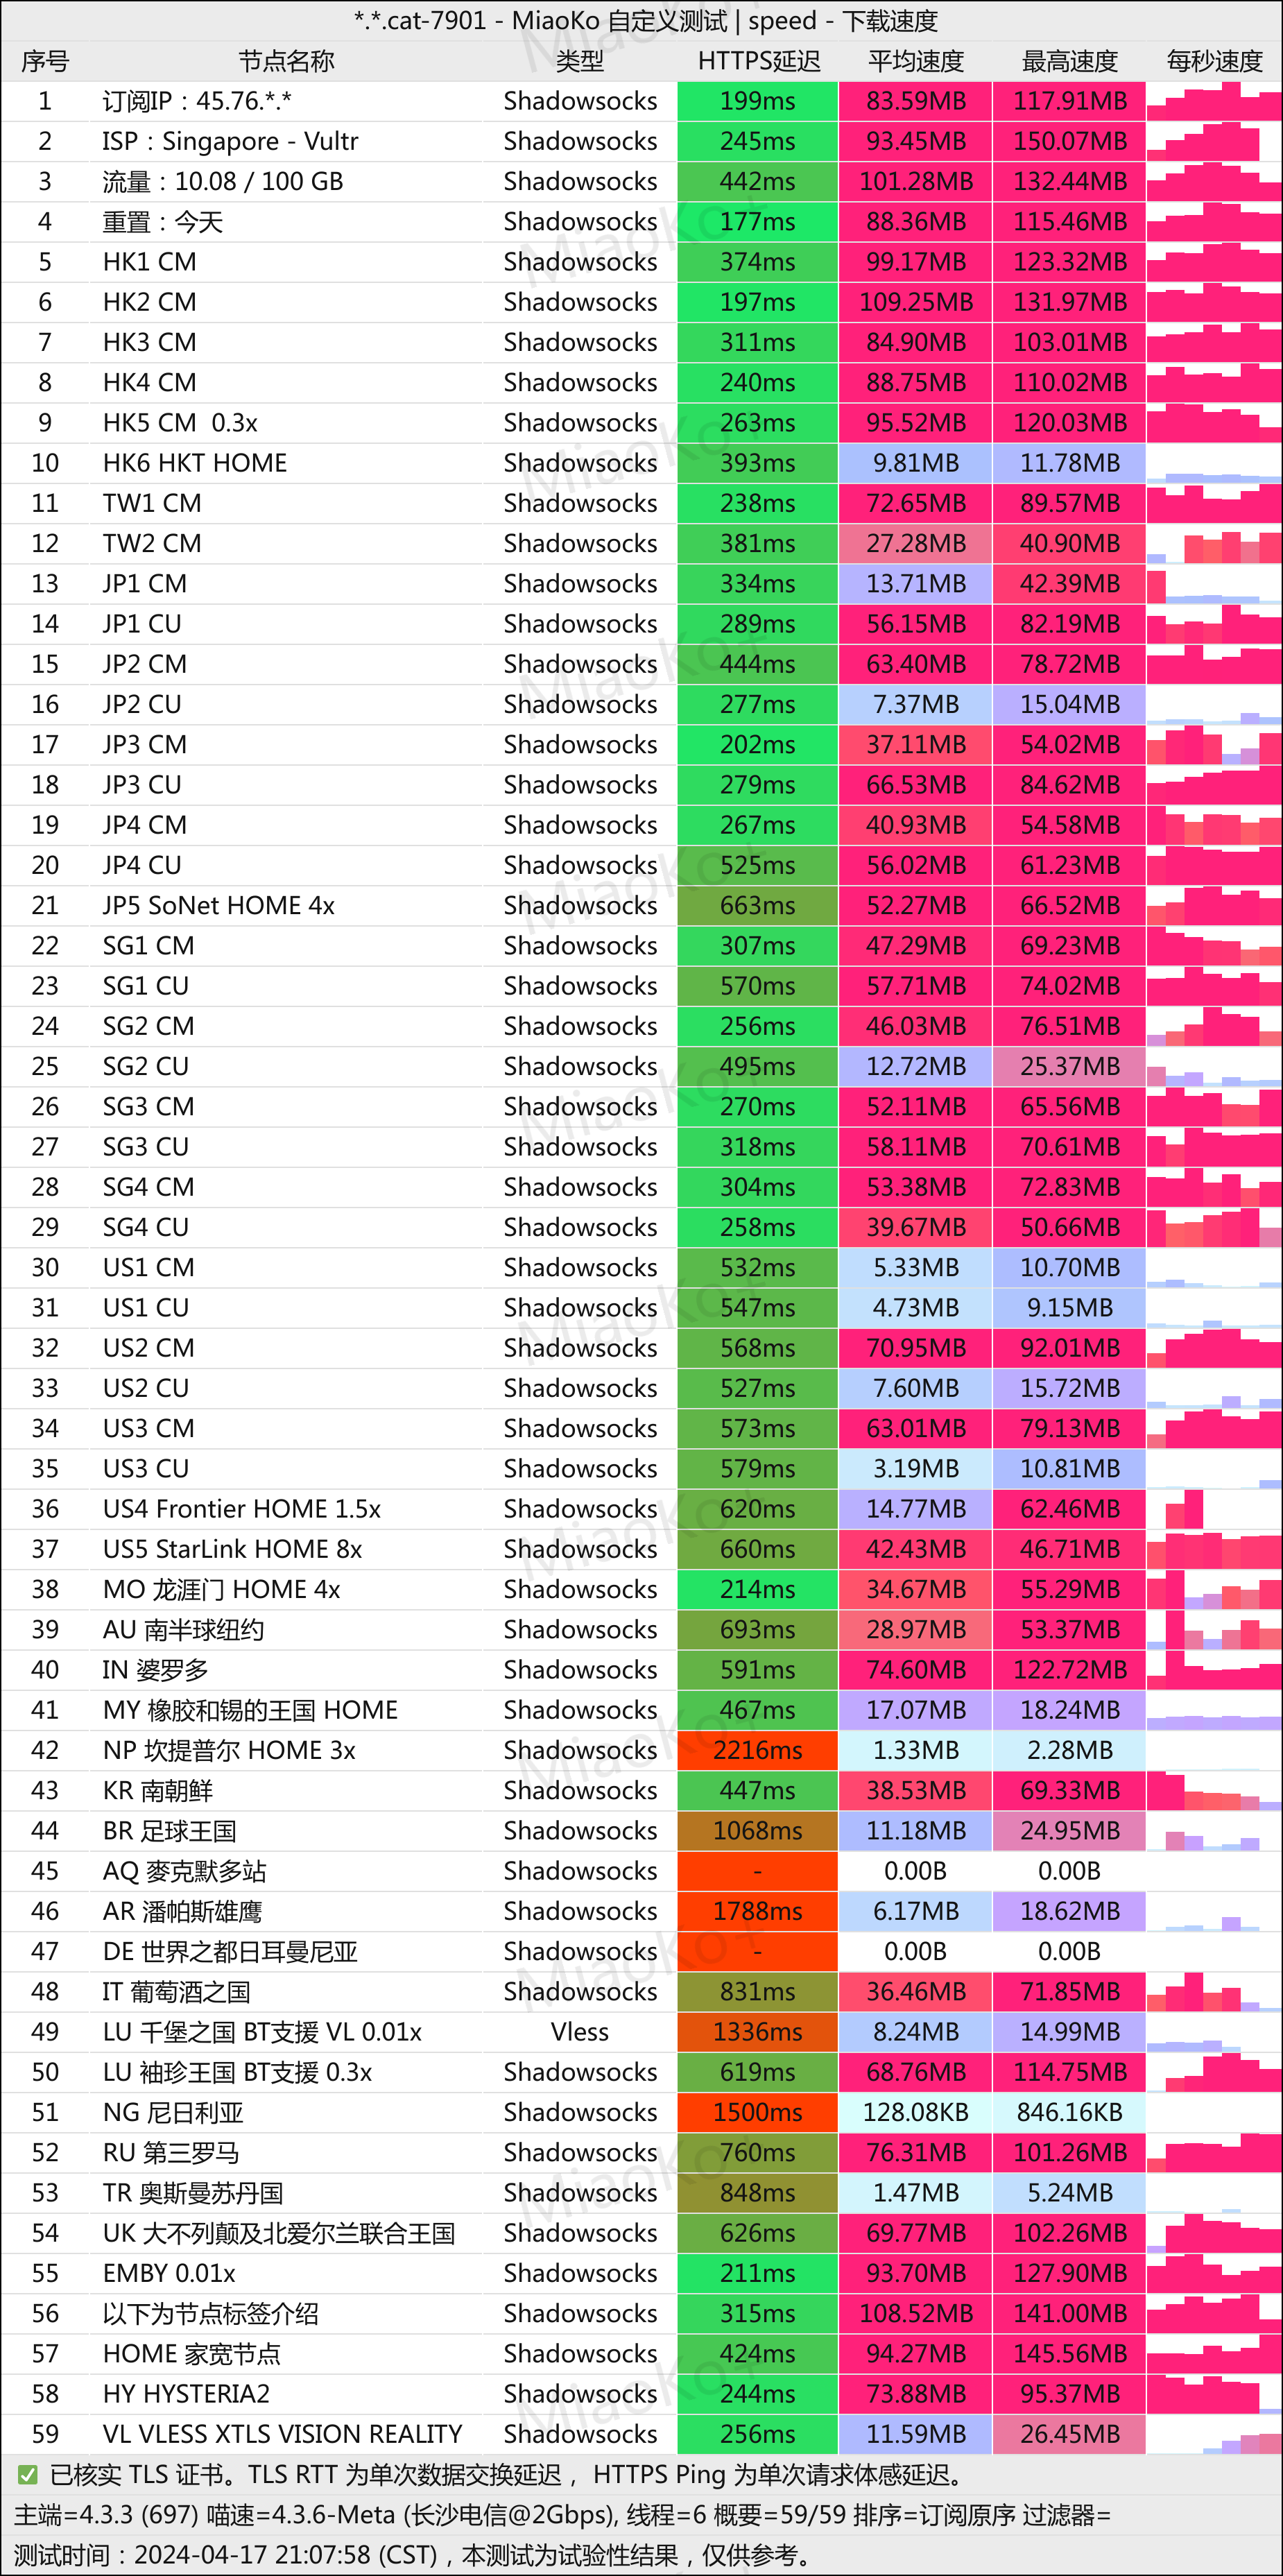 *.*.cat-7901 - MiaoKo 自定义测试 | speed - 下载速度
序号 节点名称 类型 HTTPS延迟 平均速度 最高速度 每秒速度
1 订阅IP：45.76.*.* Shadowsocks 199ms 83.59MB 117.91MB
2 ISP：Singapore - Vultr Shadowsocks 245ms 93.45MB 150.07MB
3 流量：10.08 / 100 GB Shadowsocks 442ms 101.28MB 132.44MB
4 重置：今天 Shadowsocks 177ms 88.36MB 115.46MB
5 HK1 CM Shadowsocks 374ms 99.17MB 123.32MB
6 HK2 CM Shadowsocks 197ms 109.25MB 131.97MB
7 HK3 CM Shadowsocks 311ms 84.90MB 103.01MB
8 HK4 CM Shadowsocks 240ms 88.75MB 110.02MB
9 HK5 CM  0.3x Shadowsocks 263ms 95.52MB 120.03MB
10 HK6 HKT HOME Shadowsocks 393ms 9.81MB 11.78MB
11 TW1 CM Shadowsocks 238ms 72.65MB 89.57MB
12 TW2 CM Shadowsocks 381ms 27.28MB 40.90MB
13 JP1 CM Shadowsocks 334ms 13.71MB 42.39MB
14 JP1 CU Shadowsocks 289ms 56.15MB 82.19MB
15 JP2 CM Shadowsocks 444ms 63.40MB 78.72MB
16 JP2 CU Shadowsocks 277ms 7.37MB 15.04MB
17 JP3 CM Shadowsocks 202ms 37.11MB 54.02MB
18 JP3 CU Shadowsocks 279ms 66.53MB 84.62MB
19 JP4 CM Shadowsocks 267ms 40.93MB 54.58MB
20 JP4 CU Shadowsocks 525ms 56.02MB 61.23MB
21 JP5 SoNet HOME 4x Shadowsocks 663ms 52.27MB 66.52MB
22 SG1 CM Shadowsocks 307ms 47.29MB 69.23MB
23 SG1 CU Shadowsocks 570ms 57.71MB 74.02MB
24 SG2 CM Shadowsocks 256ms 46.03MB 76.51MB
25 SG2 CU Shadowsocks 495ms 12.72MB 25.37MB
26 SG3 CM Shadowsocks 270ms 52.11MB 65.56MB
27 SG3 CU Shadowsocks 318ms 58.11MB 70.61MB
28 SG4 CM Shadowsocks 304ms 53.38MB 72.83MB
29 SG4 CU Shadowsocks 258ms 39.67MB 50.66MB
30 US1 CM Shadowsocks 532ms 5.33MB 10.70MB
31 US1 CU Shadowsocks 547ms 4.73MB 9.15MB
32 US2 CM Shadowsocks 568ms 70.95MB 92.01MB
33 US2 CU Shadowsocks 527ms 7.60MB 15.72MB
34 US3 CM Shadowsocks 573ms 63.01MB 79.13MB
35 US3 CU Shadowsocks 579ms 3.19MB 10.81MB
36 US4 Frontier HOME 1.5x Shadowsocks 620ms 14.77MB 62.46MB
37 US5 StarLink HOME 8x Shadowsocks 660ms 42.43MB 46.71MB
38 MO 龙涯门 HOME 4x Shadowsocks 214ms 34.67MB 55.29MB
39 AU 南半球纽约 Shadowsocks 693ms 28.97MB 53.37MB
40 IN 婆罗多 Shadowsocks 591ms 74.60MB 122.72MB
41 MY 橡胶和锡的王国 HOME Shadowsocks 467ms 17.07MB 18.24MB
42 NP 坎提普尔 HOME 3x Shadowsocks 2216ms 1.33MB 2.28MB
43 KR 南朝鲜 Shadowsocks 447ms 38.53MB 69.33MB
44 BR 足球王国 Shadowsocks 1068ms 11.18MB 24.95MB
45 AQ 麥克默多站 Shadowsocks - 0.00B 0.00B
46 AR 潘帕斯雄鹰 Shadowsocks 1788ms 6.17MB 18.62MB
47 DE 世界之都日耳曼尼亚 Shadowsocks - 0.00B 0.00B
48 IT 葡萄酒之国 Shadowsocks 831ms 36.46MB 71.85MB
49 LU 千堡之国 BT支援 VL 0.01x Vless 1336ms 8.24MB 14.99MB
50 LU 袖珍王国 BT支援 0.3x Shadowsocks 619ms 68.76MB 114.75MB
51 NG 尼日利亚 Shadowsocks 1500ms 128.08KB 846.16KB
52 RU 第三罗马 Shadowsocks 760ms 76.31MB 101.26MB
53 TR 奥斯曼苏丹国 Shadowsocks 848ms 1.47MB 5.24MB
54 UK 大不列颠及北爱尔兰联合王国 Shadowsocks 626ms 69.77MB 102.26MB
55 EMBY 0.01x Shadowsocks 211ms 93.70MB 127.90MB
56 以下为节点标签介绍 Shadowsocks 315ms 108.52MB 141.00MB
57 HOME 家宽节点 Shadowsocks 424ms 94.27MB 145.56MB
58 HY HYSTERIA2 Shadowsocks 244ms 73.88MB 95.37MB
59 VL VLESS XTLS VISION REALITY Shadowsocks 256ms 11.59MB 26.45MB
✅ 已核实 TLS 证书。TLS RTT 为单次数据交换延迟， HTTPS Ping 为单次请求体感延迟。
主端=4.3.3 (697) 喵速=4.3.6-Meta (长沙电信@2Gbps), 线程=6 概要=59/59 排序=订阅原序 过滤器=
测试时间：2024-04-17 21:07:58 (CST)，本测试为试验性结果，仅供参考。